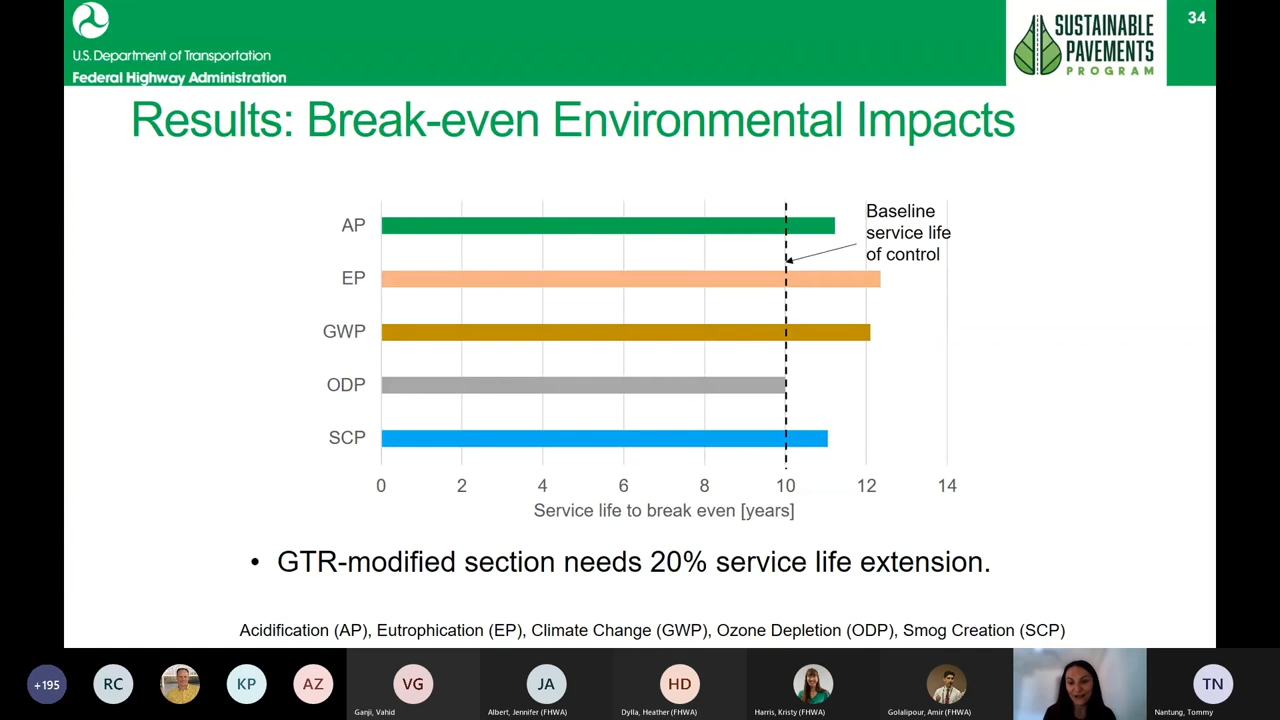 U.S. Department of Transportation
Federal Highway Administration
SUSTAINABLE
PAVEMENTS
PROGRAM
34
Results: Break-even Environmental Impacts
Baseline
service life
of control
AP
EP
GWP
ODP
SCP
0 2 4 6 8 10 12 14
Service life to break even [years]
• GTR-modified section needs 20% service life extension.
Acidification (AP), Eutrophication (EP), Climate Change (GWP), Ozone Depletion (ODP), Smog Creation (SCP)
+195 RC KP AZ VG JA HD TN
Ganji, Vahid Albert, Jennifer (FHWA) Dylla, Heather (FHWA) Harris, Kristy (FHWA) Golalipour, Amir (FHWA) Nantung, Tommy